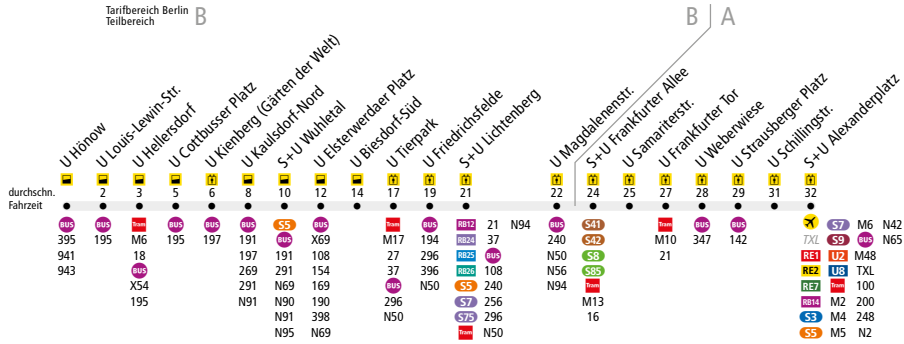 Tarifbereich Berlin
Teilbereich
B
B
A
U Hönow
U Louis-Lewin-Str.
U Hellersdorf
U Cottbusser Platz
U Kienberg (Gärten der Welt)
U Kaulsdorf-Nord
S+U Wuhletal
U Elsterwerdaer Platz
U Biesdorf-Süd
U Tierpark
U Friedrichsfelde
S+U Lichtenberg
U Magdalenenstr.
S+U Frankfurter Allee
U Samariterstr.
U Frankfurter Tor
U Weberwiese
U Strausberger Platz
U Schillingstr.
S+U Alexanderplatz
durchschn. 2 3 5 6 8 10 12 14 17 19 21 22 24 25 27 28 29 31 32
Fahrzeit
BUS
395
941
943
BUS
195
Tram
M6
18
BUS
X54
195
BUS
195
BUS
197
BUS
191
197
269
291
N91
S5
BUS
191
291
N69
N90
N91
N95
BUS
X69
108
154
169
190
398
N69
Tram
M17
27
37
BUS
296
N50
BUS
194
296
396
N50
RB12 21 N94
RB24 37
RB25 BUS
RB26 108
S5 240
S7 256
S75 296
Tram N50
BUS
240
N50
N56
N94
S41
S42
S8
S85
Tram
M13
16
Tram
M10
21
BUS
347
BUS
142
S7 M6 N42
TXL S9 BUS N65
RE1 U2 M48
RE2 U8 TXL
RE7 Tram 100
RB14 M2 200
S3 M4 248
S5 M5 N2